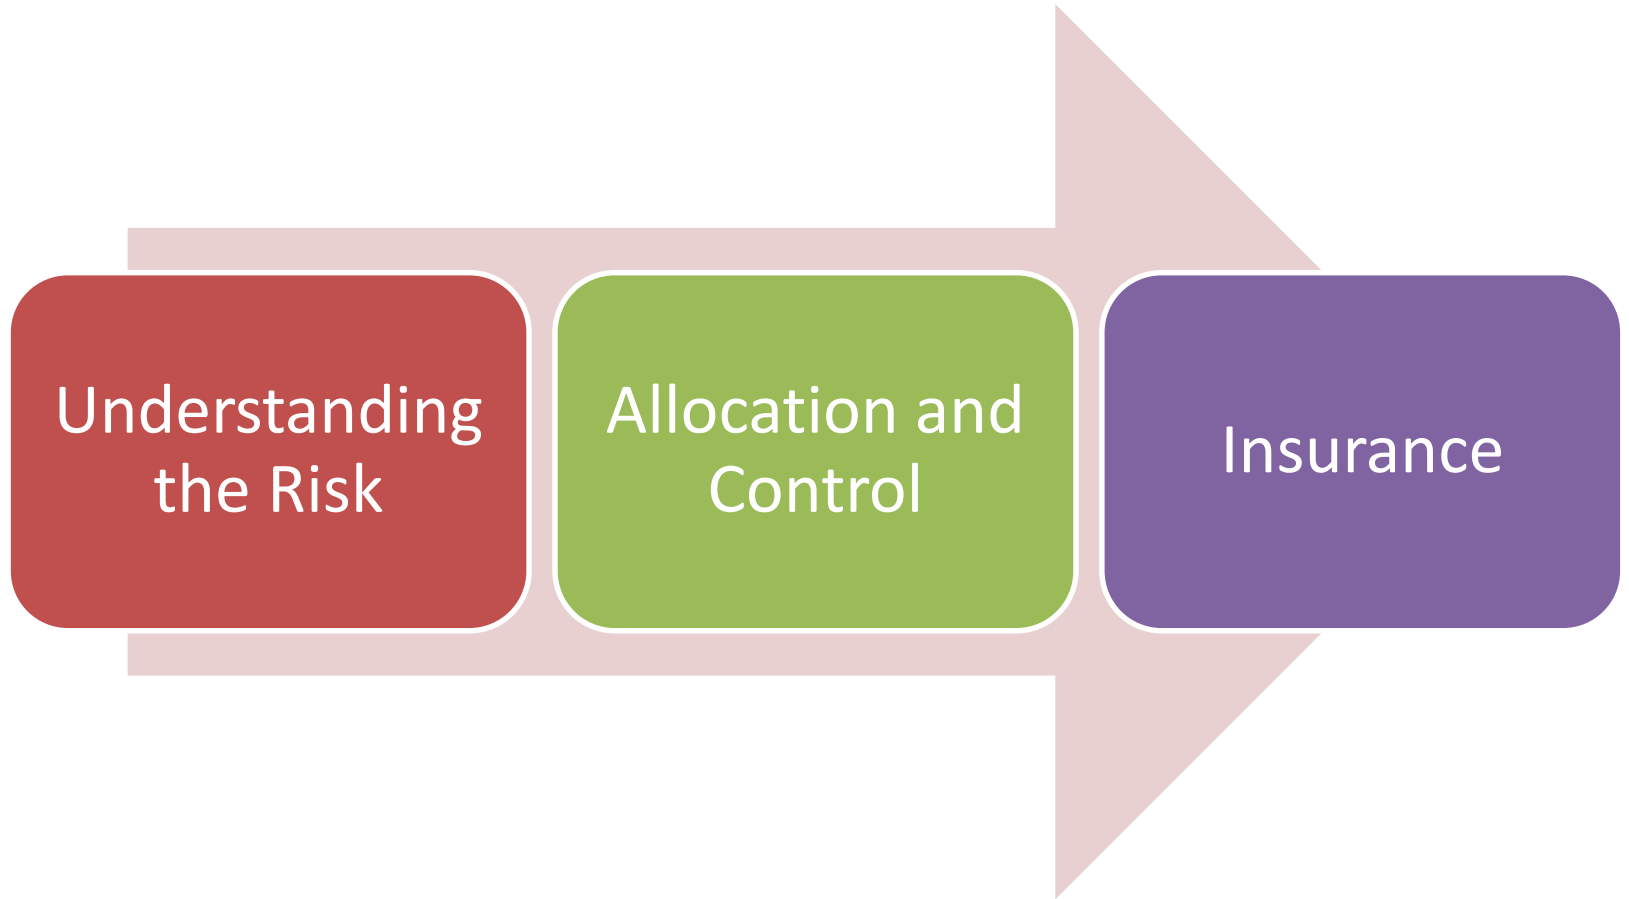 Understanding
the Risk
Allocation and
Control
Insurance